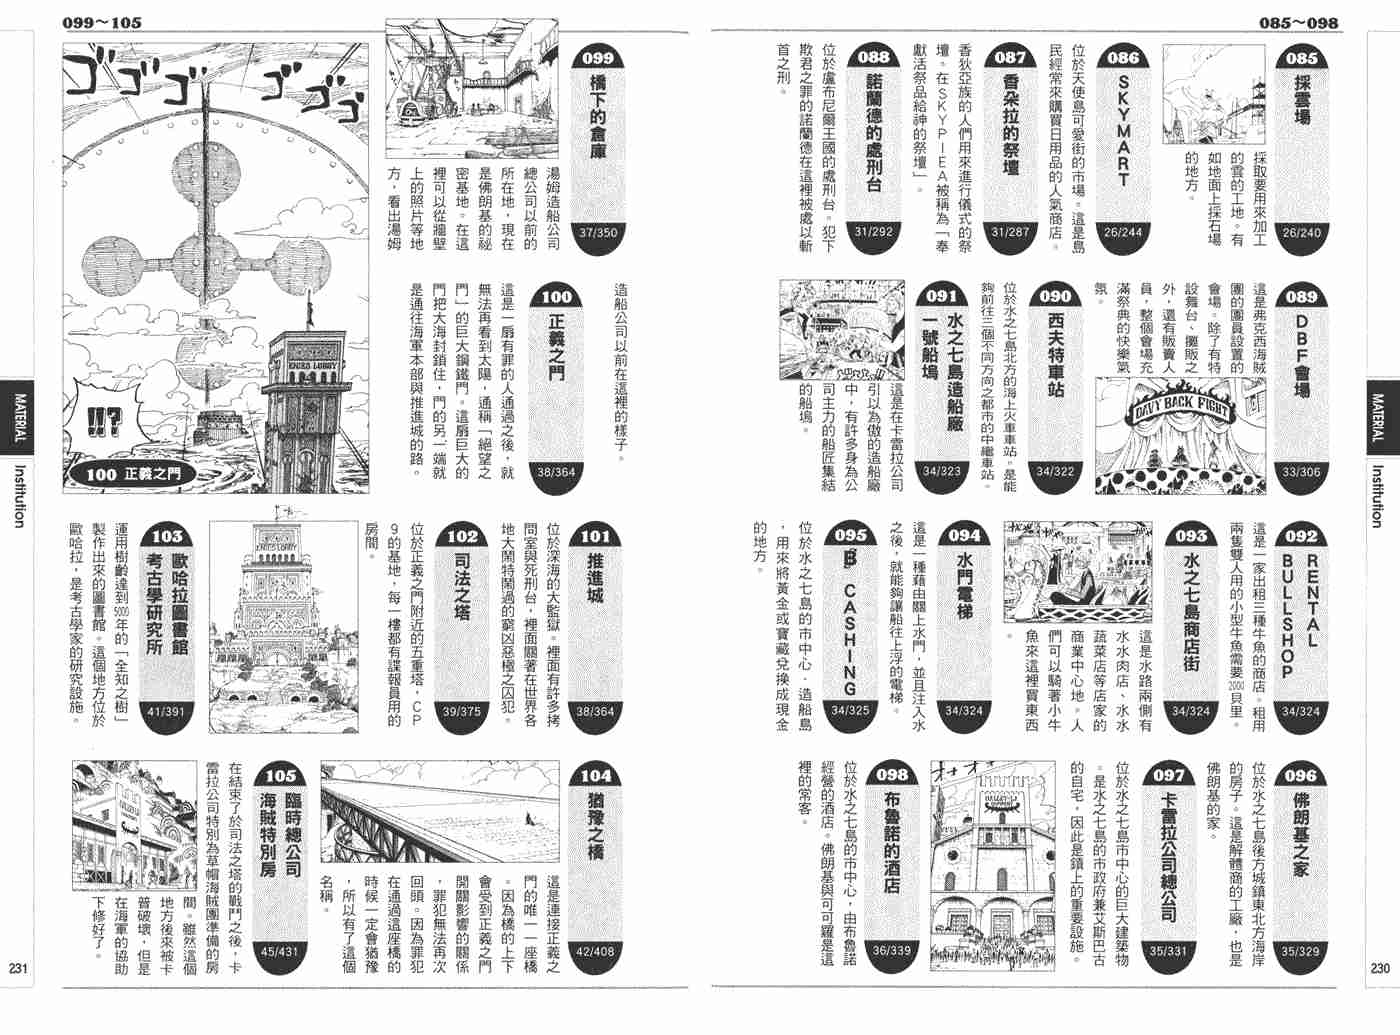 085～098
085
採雲場
26/240
採取要用來加工
的雲的工地。有
如地面上採石場
的地方。
086
SKYMART
26/244
位於天使島可愛街的市場。這是島
民經常來購買日用品的人氣商店。
087
香朵拉的祭壇
31/287
香狄亞族的人們用來進行儀式的祭
壇。在SKYPIEA被稱為「奉
獻活祭品給神的祭壇」。
088
諾蘭德的處刑台
31/292
位於盧布尼爾王國的處刑台。犯下
欺君之罪的諾蘭德在這裡被處以斬
首之刑。
089
DBF會場
33/306
這是弗克西海賊
團的團員設置的
會場。除了有特
設舞台、攤販之
外，還有販賣人
員，整個會場充
滿祭典的快樂氣
氛。
DAVY BACK FIGHT
090
西夫特車站
34/322
位於水之七島北方的海上火車車站。是能
夠前往三個不同方向之都市的中繼車站。
091
水之七島造船廠
一號船塢
34/323
這是在卡雷拉公司
引以為傲的造船廠
中，有許多身為公
司主力的船匠集結
的船塢。
092
RENTAL
BULLSHOP
34/324
這是一家出租三種牛魚的商店。租用
兩隻雙人用的小型牛魚需要2000貝里。
093
水之七島商店街
34/324
這是水路兩側有
水水肉店、水水
蔬菜店等店家的
商業中心地。人
們可以騎著小牛
魚來這裡買東西
。
094
水門電梯
34/324
這是一種藉由關上水門，並且注入水
之後，就能夠讓船往上浮的電梯。
095
CASHING
34/325
位於水之七島的市中心．造船島
，用來將黃金或寶藏兌換成現金
的地方。
096
佛朗基之家
35/329
位於水之七島後方城鎮東北方海岸
的房子。這是解體商的工廠，也是
佛朗基的家。
097
卡雷拉公司總公司
35/331
位於水之七島市中心的巨大建築物
。是水之七島的市政府兼艾斯巴古
的自宅，因此是鎮上的重要設施。
098
布魯諾的酒店
36/339
位於水之七島的市中心，由布魯諾
經營的酒店。佛朗基與可可羅是這
裡的常客。
MATERIAL
Institution
230
099～105
099
橋下的倉庫
37/350
湯姆造船公司
總公司以前的
所在地，現在
是佛朗基的祕
密基地。在這
裡可以從牆壁
上的照片等地
方，看出湯姆
造船公司以前在這裡的樣子。
ゴゴゴ
ゴゴゴ
ENIES LOBBY
!!?
100 正義之門
100
正義之門
38/364
這是一扇有罪的人通過之後，就
無法再看到太陽，通稱「絕望之
門」的巨大鋼鐵門。這扇巨大的
門把大海封鎖住，門的另一端就
是通往海軍本部與推進城的路。
101
推進城
38/364
位於深海的大監獄。裡面有許多拷
問室與死刑台，裡面關著在世界各
地大鬧特鬧過的窮凶惡極之囚犯。
102
司法之塔
39/375
位於正義之門附近的五重塔，CP
9的基地，每一樓都有諜報員用的
房間。
ENIES LOBBY
103
歐哈拉圖書館
考古學研究所
41/391
運用樹齡達到5000年的「全知之樹」
製作出來的圖書館。這個地方位於
歐哈拉，是考古學家的研究設施。
104
猶豫之橋
42/408
這是連接正義之
門的唯一一座橋
。因為橋的上下
會受到正義之門
開關影響的關係
，罪犯無法再次
回頭。因為罪犯
在通過這座橋的
時候一定會猶豫
，所以有了這個
名稱。
105
臨時總公司
海賊特別房
45/431
在結束了於司法之塔的戰鬥之後，卡
雷拉公司特別為草帽海賊團準備的房
間。雖然這個
地方後來被卡
普破壞，但是
在海軍的協助
下修好了。
MATERIAL
Institution
231